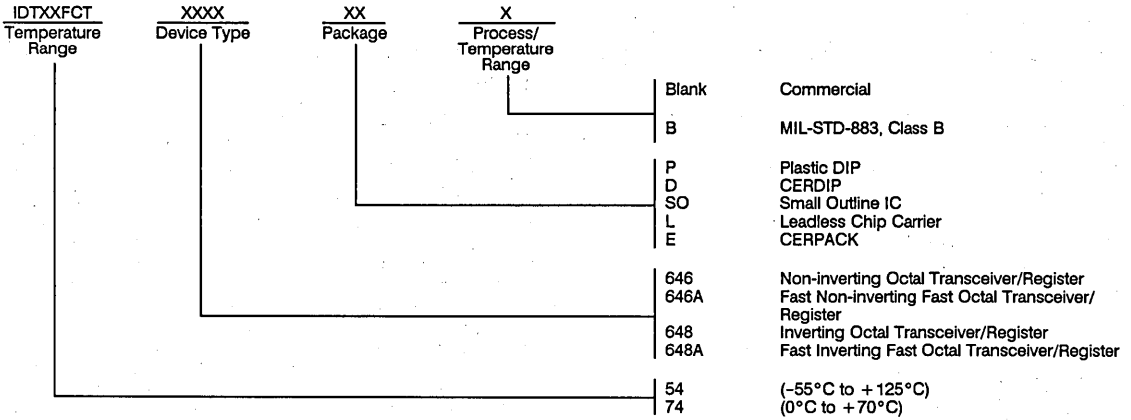 IDTXXFCT XXXX XX X
Temperature Range
Device Type
Package
Process/ Temperature Range
Blank Commercial
B MIL-STD-883, Class B
P Plastic DIP
D CERDIP
SO Small Outline IC
L Leadless Chip Carrier
E CERPACK
646 Non-inverting Octal Transceiver/Register
646A Fast Non-inverting Fast Octal Transceiver/
Register
648 Inverting Octal Transceiver/Register
648A Fast Inverting Fast Octal Transceiver/Register
54 (–55°C to +125°C)
74 (0°C to +70°C)